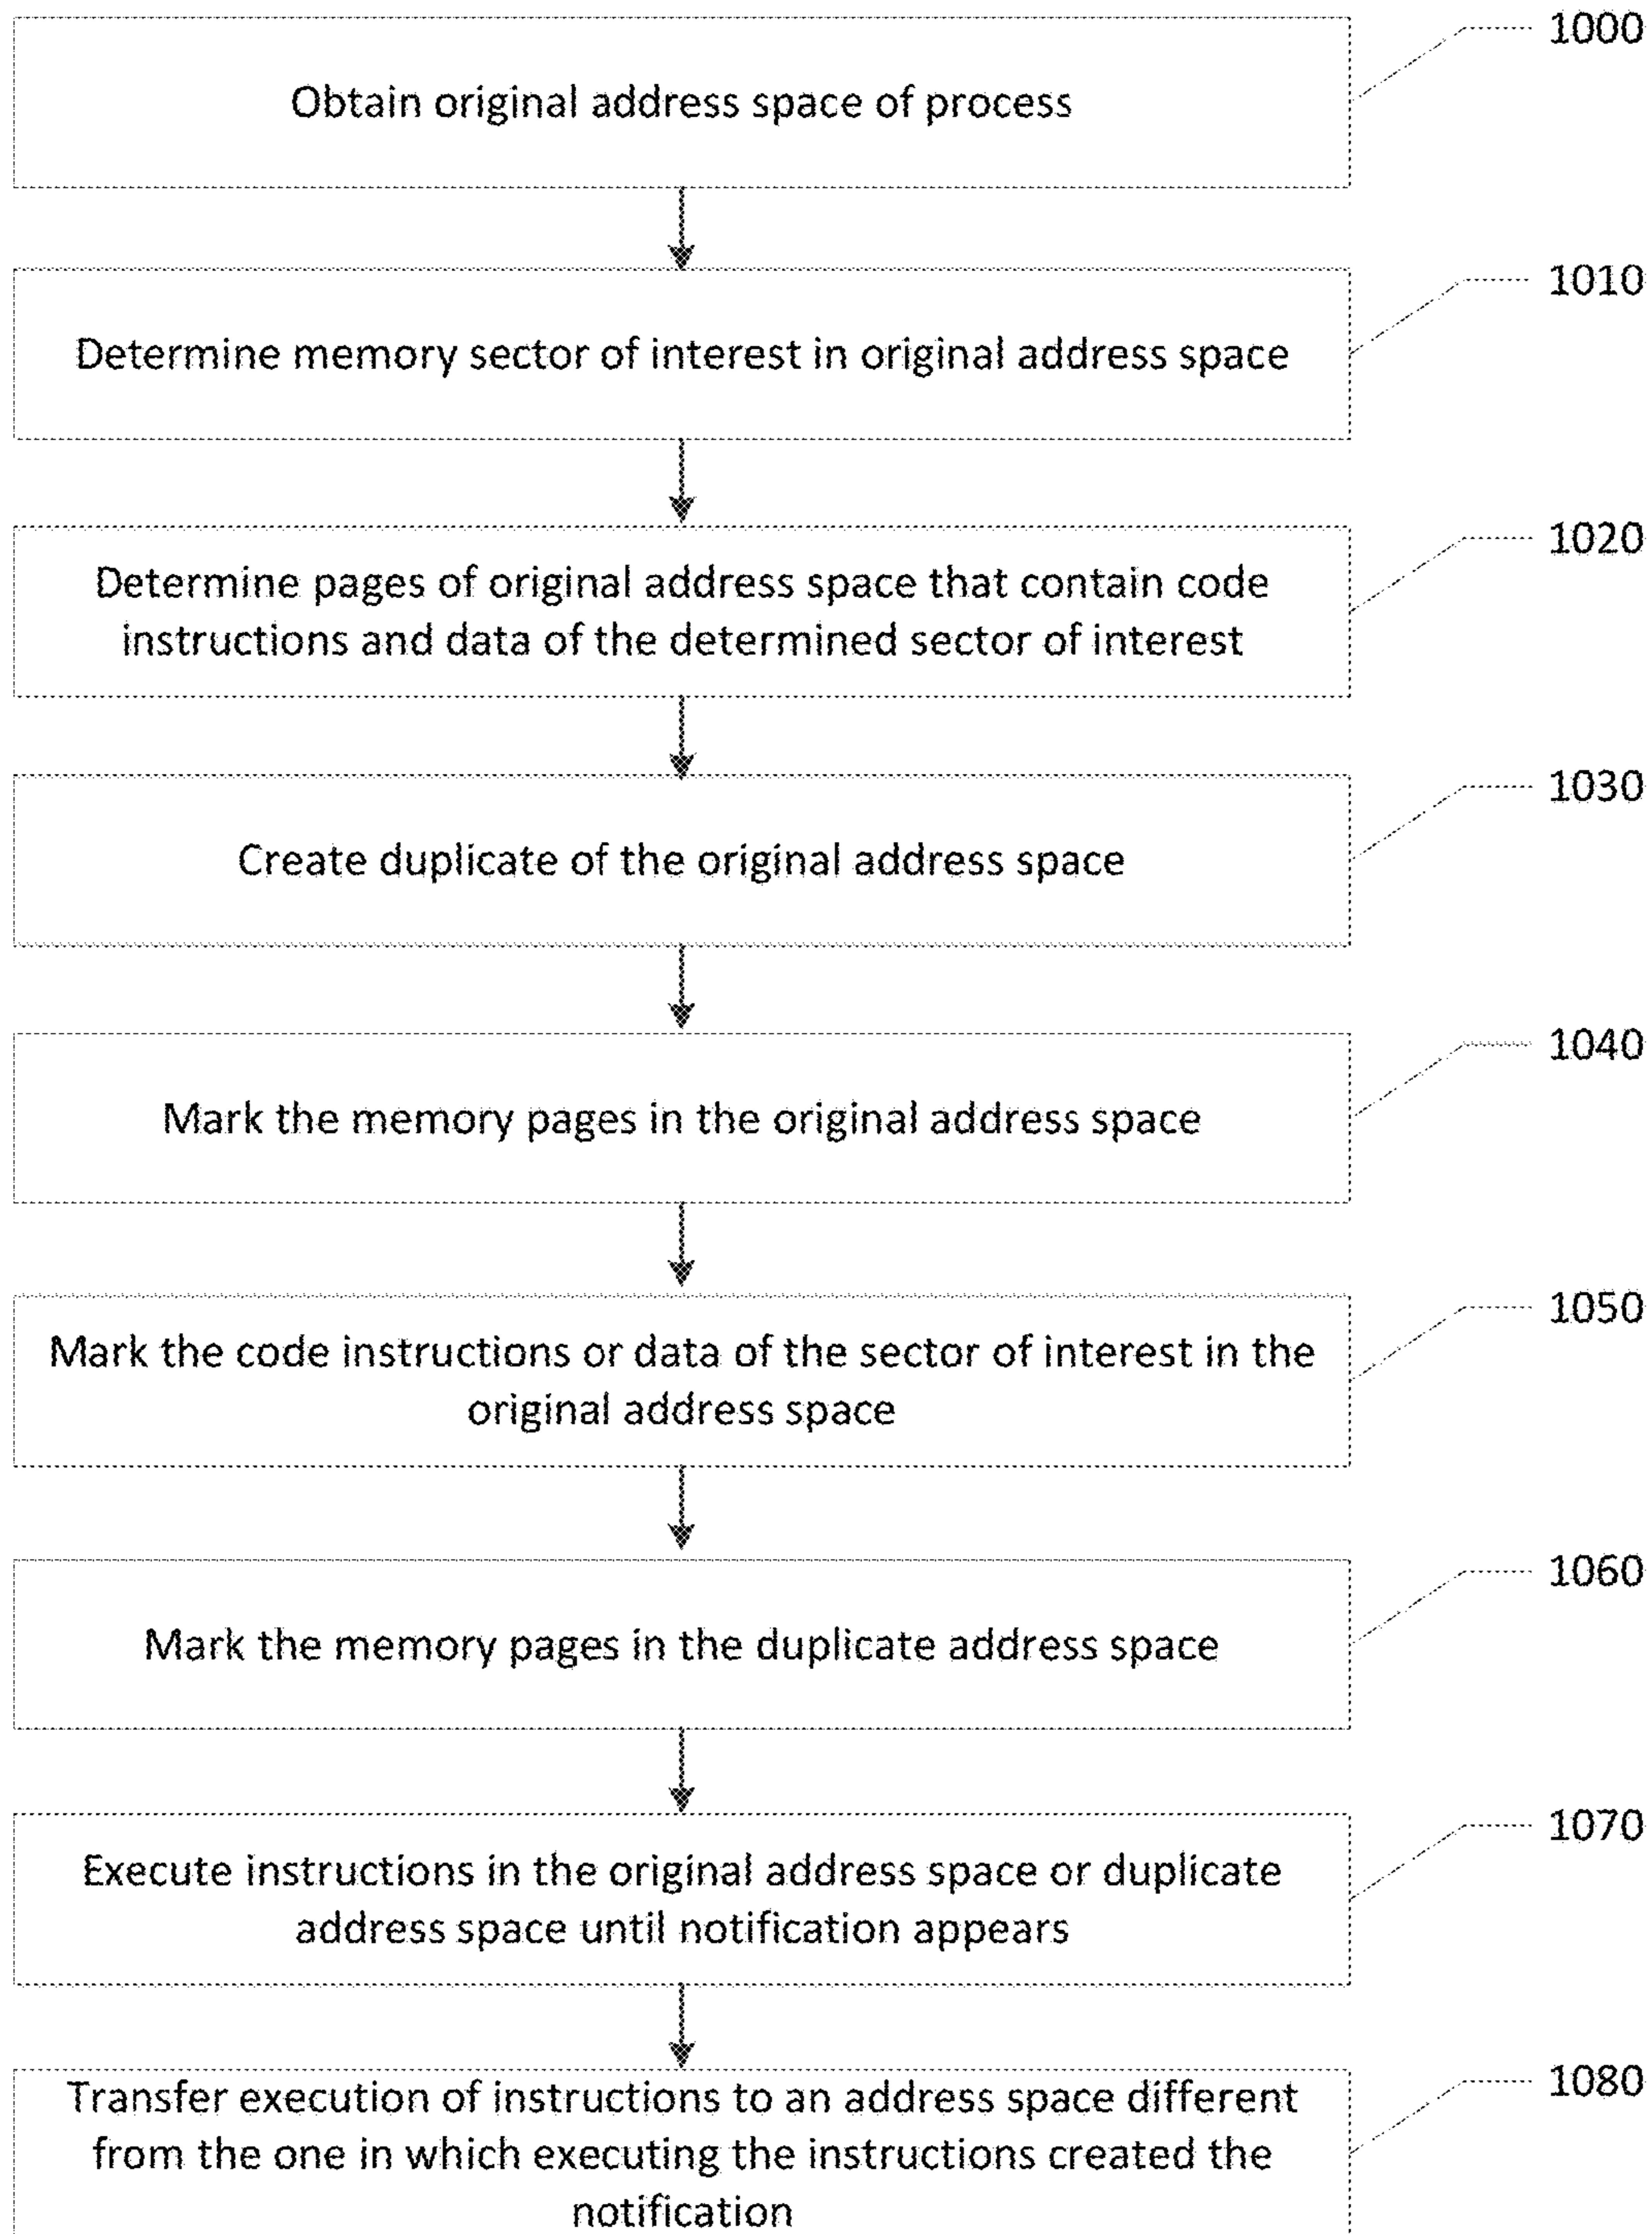 1000
Obtain original address space of process
1010
Determine memory sector of interest in original address space
1020
Determine pages of original address space that contain code
instructions and data of the determined sector of interest
1030
Create duplicate of the original address space
1040
Mark the memory pages in the original address space
1050
Mark the code instructions or data of the sector of interest in the
original address space
1060
Mark the memory pages in the duplicate address space
1070
Execute instructions in the original address space or duplicate
address space until notification appears
1080
Transfer execution of instructions to an address space different
from the one in which executing the instructions created the
notification